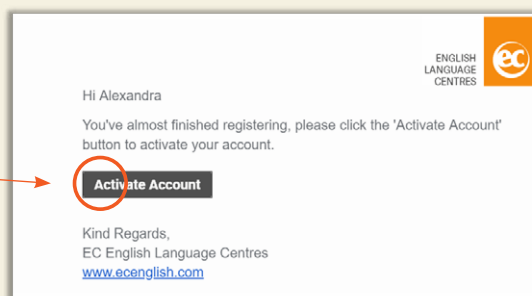 ENGLISH
LANGUAGE
CENTRES
ec
Hi Alexandra
You've almost finished registering, please click the 'Activate Account'
button to activate your account.
Activate Account
Kind Regards,
EC English Language Centres
www.ecenglish.com